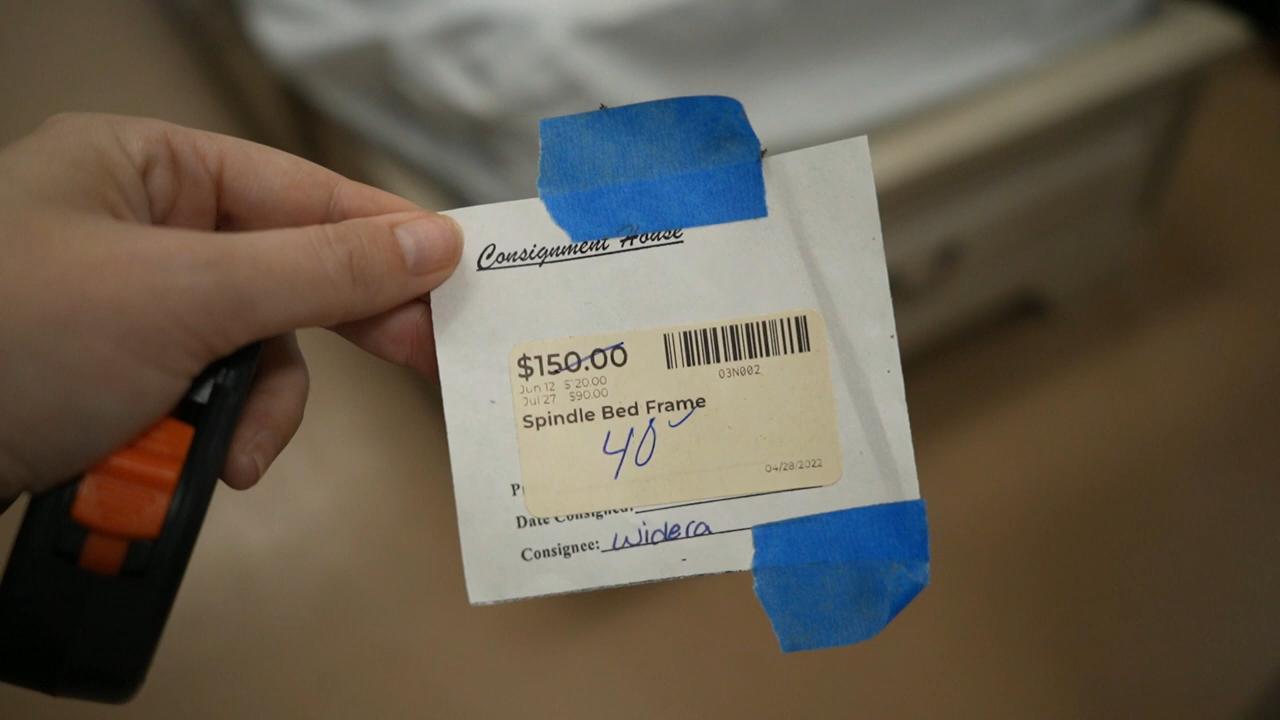 Consignment House
$150.00
03N002
Jun 12 $120.00
Jul 27 $90.00
Spindle Bed Frame
40
04/28/2022
Date Consigned:
Consignee: Widera